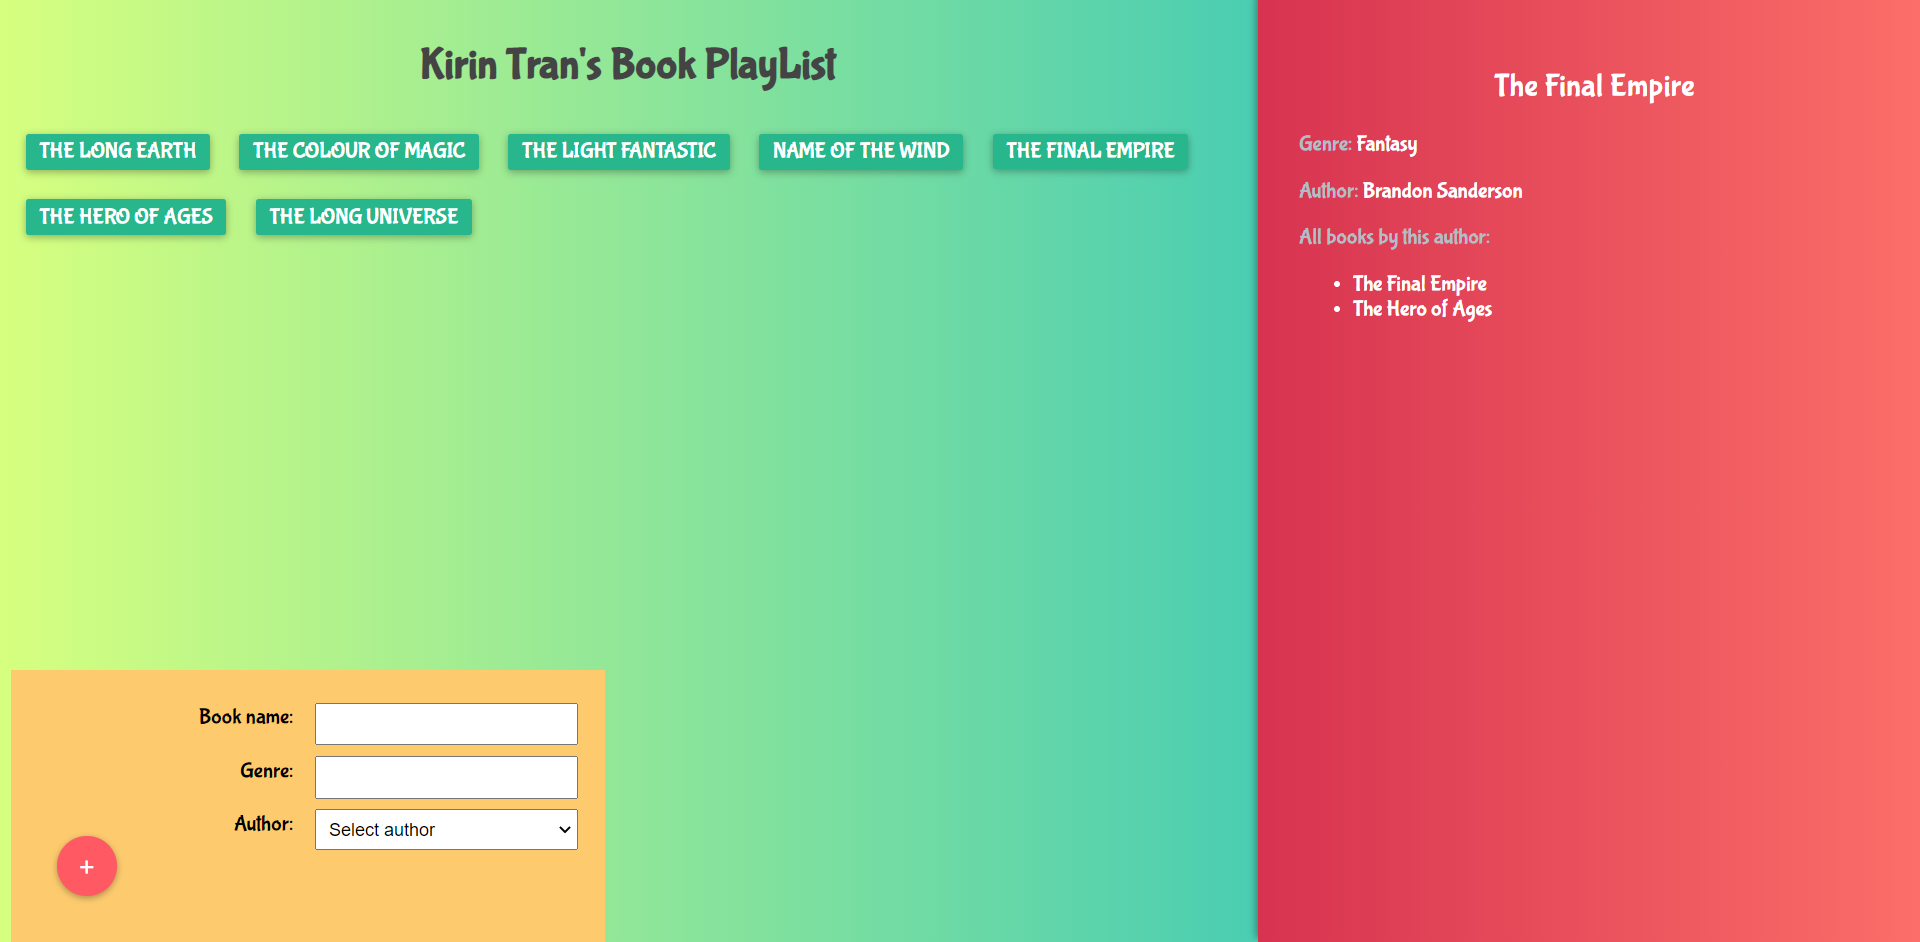 Kirin Tran's Book PlayList
THE LONG EARTH
THE COLOUR OF MAGIC
THE LIGHT FANTASTIC
NAME OF THE WIND
THE FINAL EMPIRE
THE HERO OF AGES
THE LONG UNIVERSE
Book name:
Genre:
Author:
Select author
+
The Final Empire
Genre: Fantasy
Author: Brandon Sanderson
All books by this author:
• The Final Empire
• The Hero of Ages